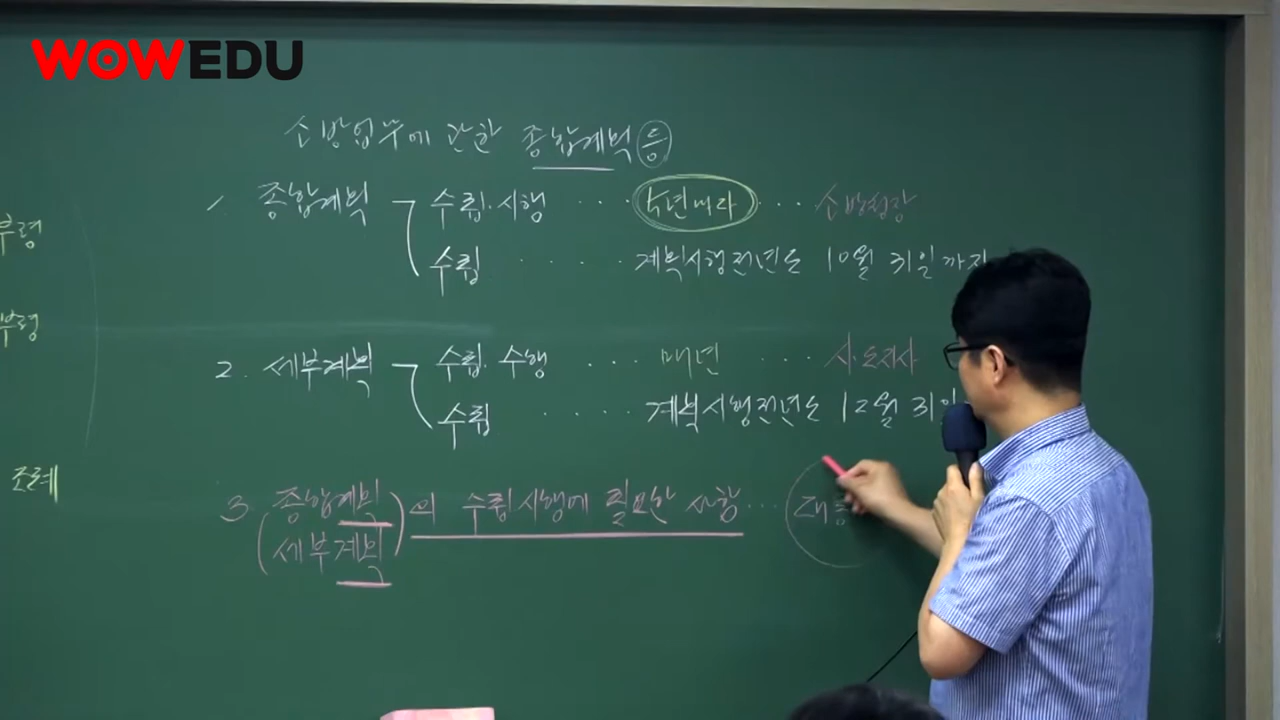 WOWEDU
소방업무에 관한 종합계획 등
1. 종합계획 수립·시행 ··· 5년마다 ··· 소방청장
수립 ···· 계획시행전년도 10월 31일까지
2. 세부계획 수립·수행 ··· 매년 ···· 시·도지사
수립 ···· 계획시행전년도 12월 31일
3 종합계획 세부계획 의 수립시행에 필요한 사항 ··· 대통
부령
부령
조례